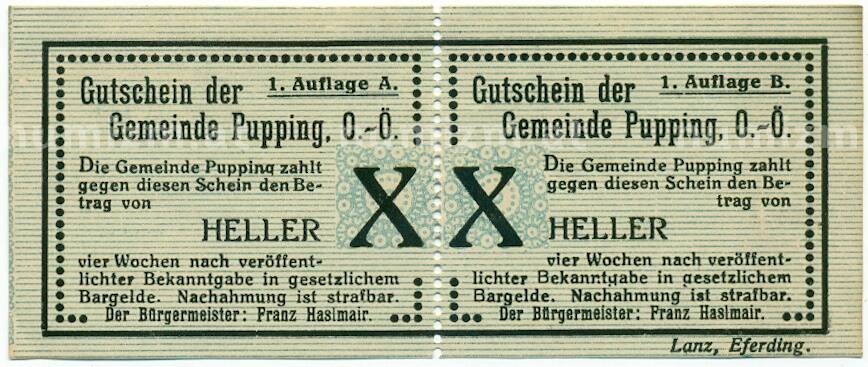 Gutschein der 1. Auflage A.
Gemeinde Pupping, O.-Ö.
Die Gemeinde Pupping zahlt
gegen diesen Schein den Be-
trag von
HELLER X
vier Wochen nach veröffent-
lichter Bekanntgabe in gesetzlichem
Bargelde. Nachahmung ist strafbar.
Der Bürgermeister: Franz Haslmair.
Gutschein der 1. Auflage B.
Gemeinde Pupping, O.-Ö.
Die Gemeinde Pupping zahlt
gegen diesen Schein den Be-
trag von
X HELLER
vier Wochen nach veröffent-
lichter Bekanntgabe in gesetzlichem
Bargelde. Nachahmung ist strafbar.
Der Bürgermeister: Franz Haslmair.
Lanz, Eferding.